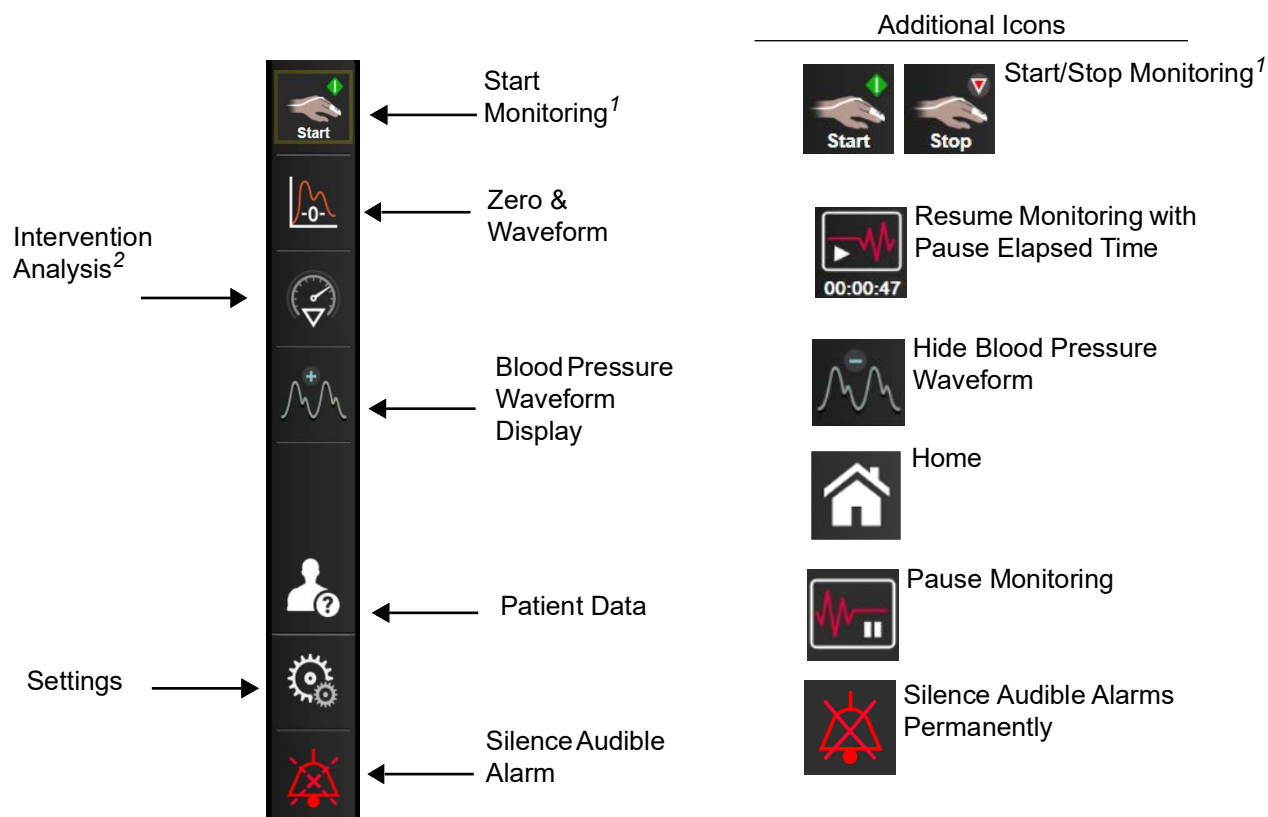 Additional Icons
Start
Start
Monitoring1
Start
Stop
Start/Stop Monitoring1
-0-
Zero &
Waveform
Resume Monitoring with
Pause Elapsed Time
00:00:47
Intervention
Analysis2
Blood Pressure
Waveform
Display
Hide Blood Pressure
Waveform
Home
?
Patient Data
Pause Monitoring
Settings
Silence Audible
Alarm
Silence Audible Alarms
Permanently